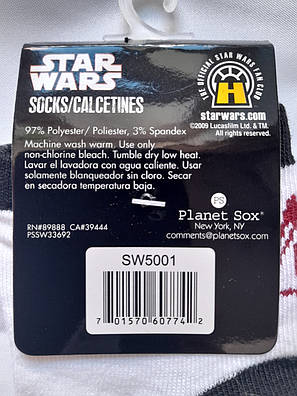 STAR
WARS
SOCKS/CALCETINES
THE OFFICIAL STAR WARS FAN CLUB
H
starwars.com
©2009 Lucasfilm Ltd. & TM.
All rights reserved.
97% Polyester/ Poliester, 3% Spandex
Machine wash warm. Use only
non-chlorine bleach. Tumble dry low heat.
Lavar el lavadora con agua caliente. Usar
solamente blanqueador sin cloro. Secar
en secadora temperatura baja.
RN#89888 CA#39444
PSSW33692
PS
Planet Sox®
New York, NY
comments@planetsox.com
SW5001
7 01570 60774 2